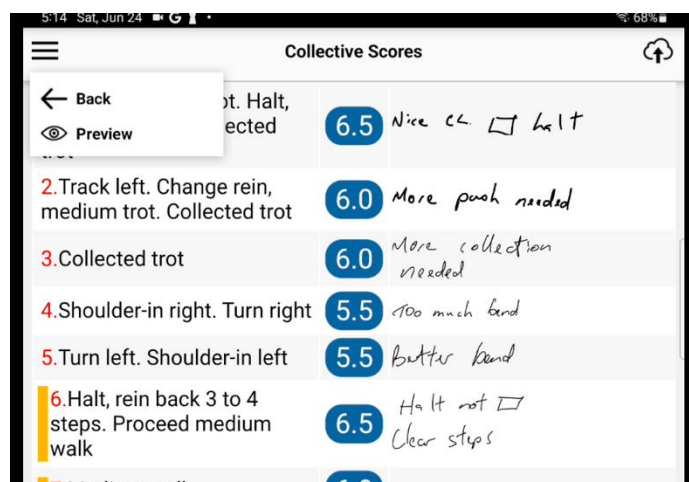 5:14 Sat, Jun 24 G 68%
Collective Scores
Back
Preview
ot. Halt,
ected
6.5 Nice CL. halt
2.Track left. Change rein,
medium trot. Collected trot
6.0 More push needed
3.Collected trot
6.0 More collection
needed
4.Shoulder-in right. Turn right 5.5 Too much bend
5.Turn left. Shoulder-in left 5.5 Better bend
6.Halt, rein back 3 to 4
steps. Proceed medium
walk
6.5 Halt not
Clear steps